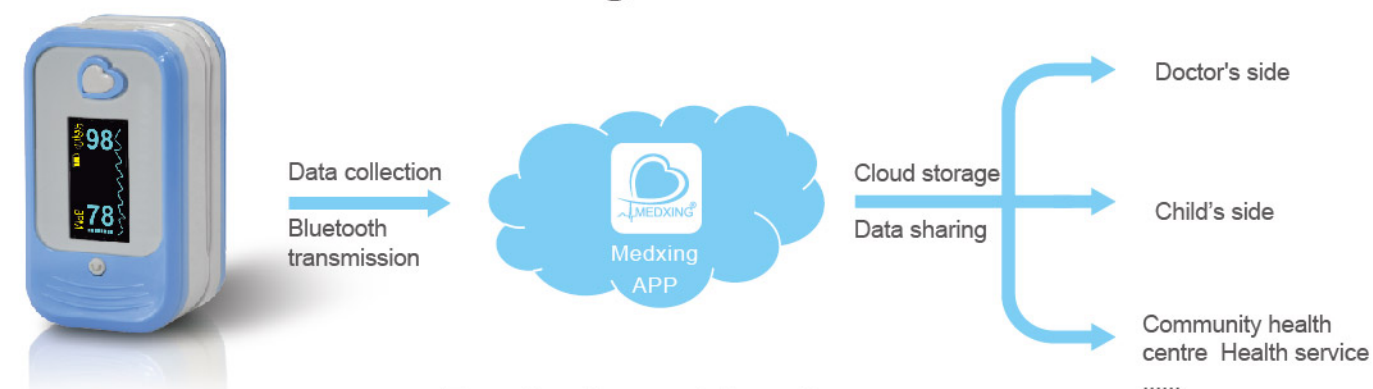 98
78
Data collection
Bluetooth
transmission
MEDXING®
Medxing
APP
Cloud storage
Data sharing
Doctor's side
Child's side
Community health
centre Health service
......